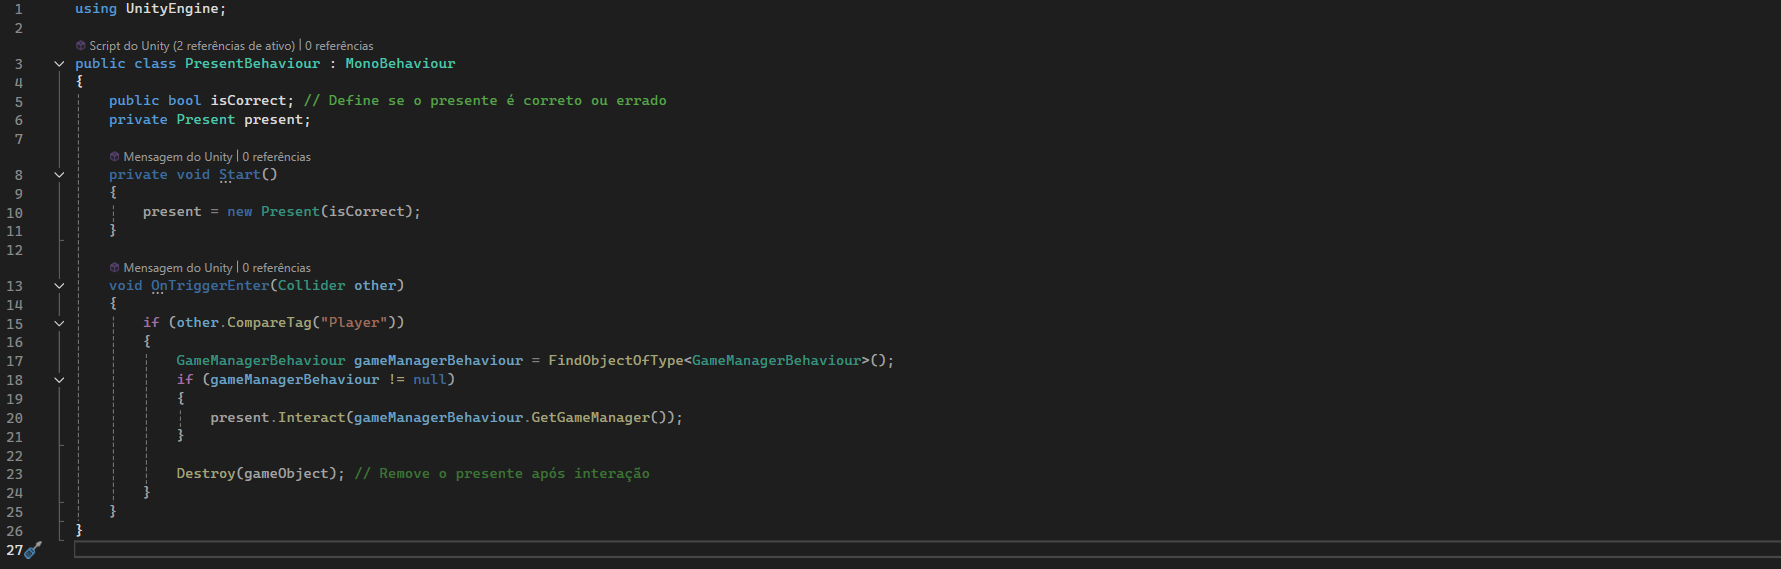 1 using UnityEngine;
2
Script do Unity (2 referências de ativo) | 0 referências
3 public class PresentBehaviour : MonoBehaviour
4 {
5 public bool isCorrect; // Define se o presente é correto ou errado
6 private Present present;
7
Mensagem do Unity | 0 referências
8 private void Start()
9 {
10 present = new Present(isCorrect);
11 }
12
Mensagem do Unity | 0 referências
13 void OnTriggerEnter(Collider other)
14 {
15 if (other.CompareTag("Player"))
16 {
17 GameManagerBehaviour gameManagerBehaviour = FindObjectOfType<GameManagerBehaviour>();
18 if (gameManagerBehaviour != null)
19 {
20 present.Interact(gameManagerBehaviour.GetGameManager());
21 }
22
23 Destroy(gameObject); // Remove o presente após interação
24 }
25 }
26 }
27